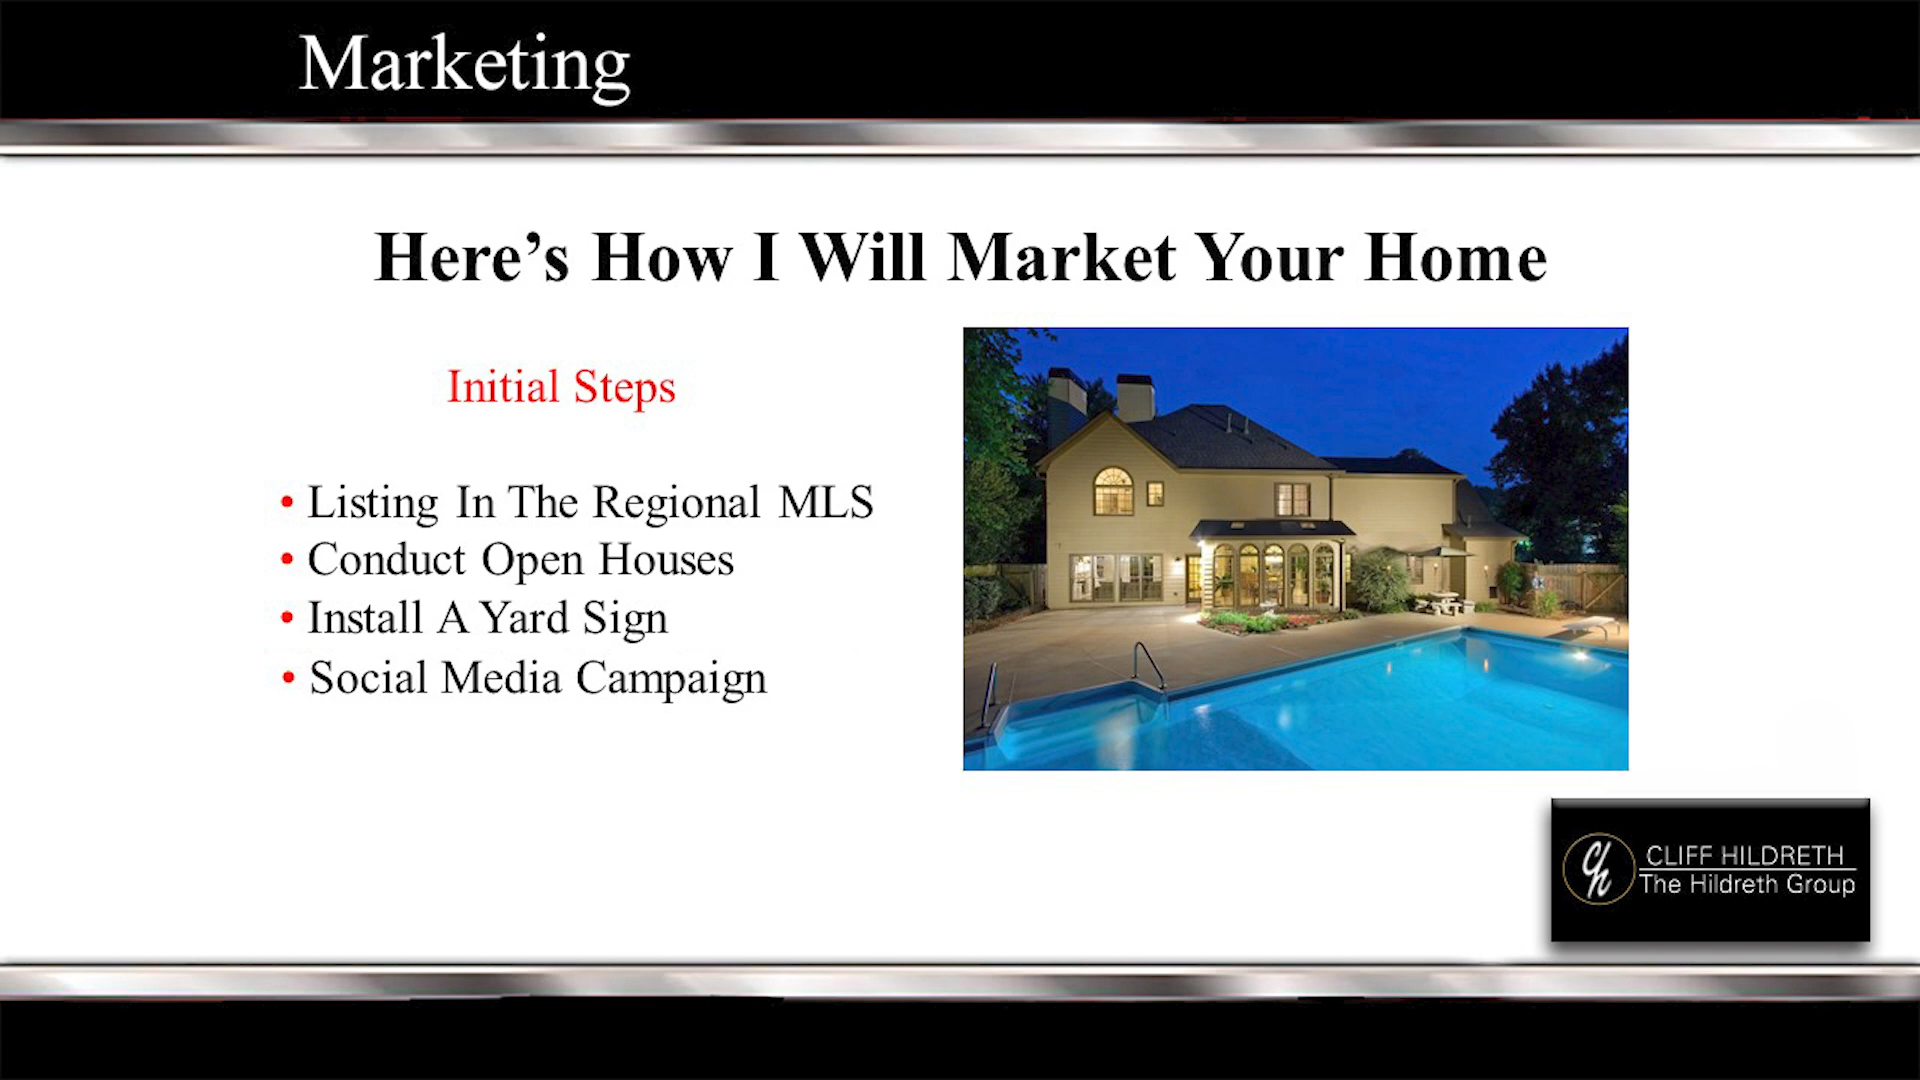 Marketing
Here’s How I Will Market Your Home
Initial Steps
• Listing In The Regional MLS
• Conduct Open Houses
• Install A Yard Sign
• Social Media Campaign
ch
CLIFF HILDRETH
The Hildreth Group